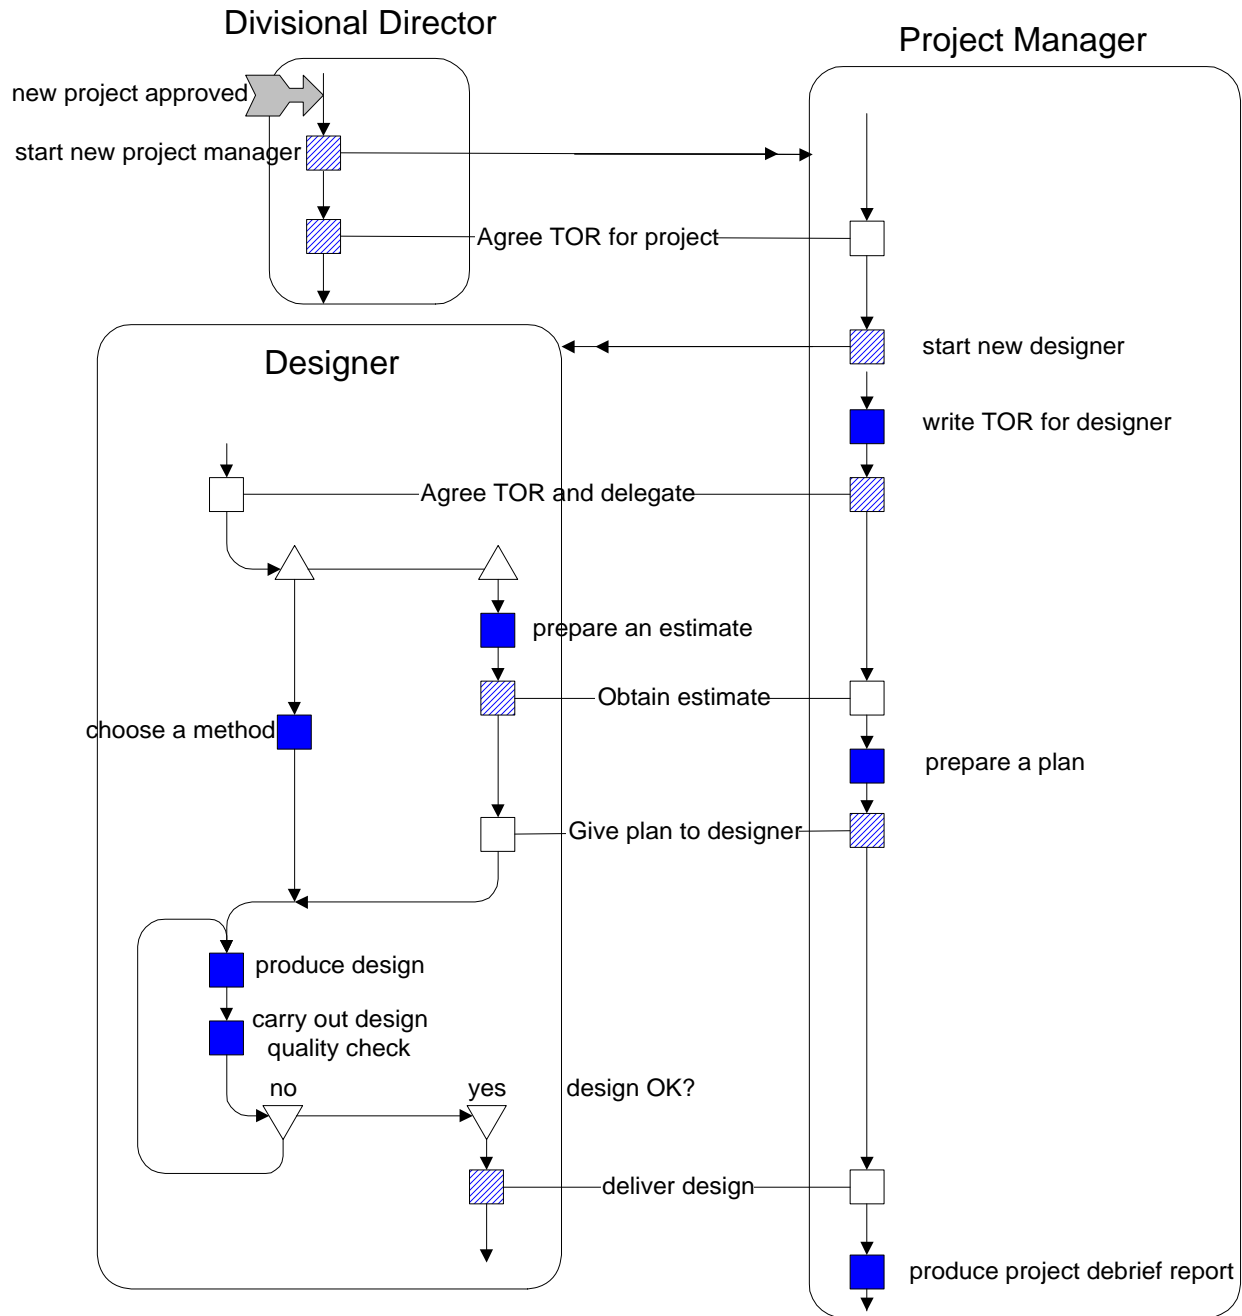 Divisional Director
Project Manager
new project approved
start new project manager
Agree TOR for project
Designer
start new designer
write TOR for designer
Agree TOR and delegate
prepare an estimate
Obtain estimate
choose a method
prepare a plan
Give plan to designer
produce design
carry out design
quality check
no
yes
design OK?
deliver design
produce project debrief report